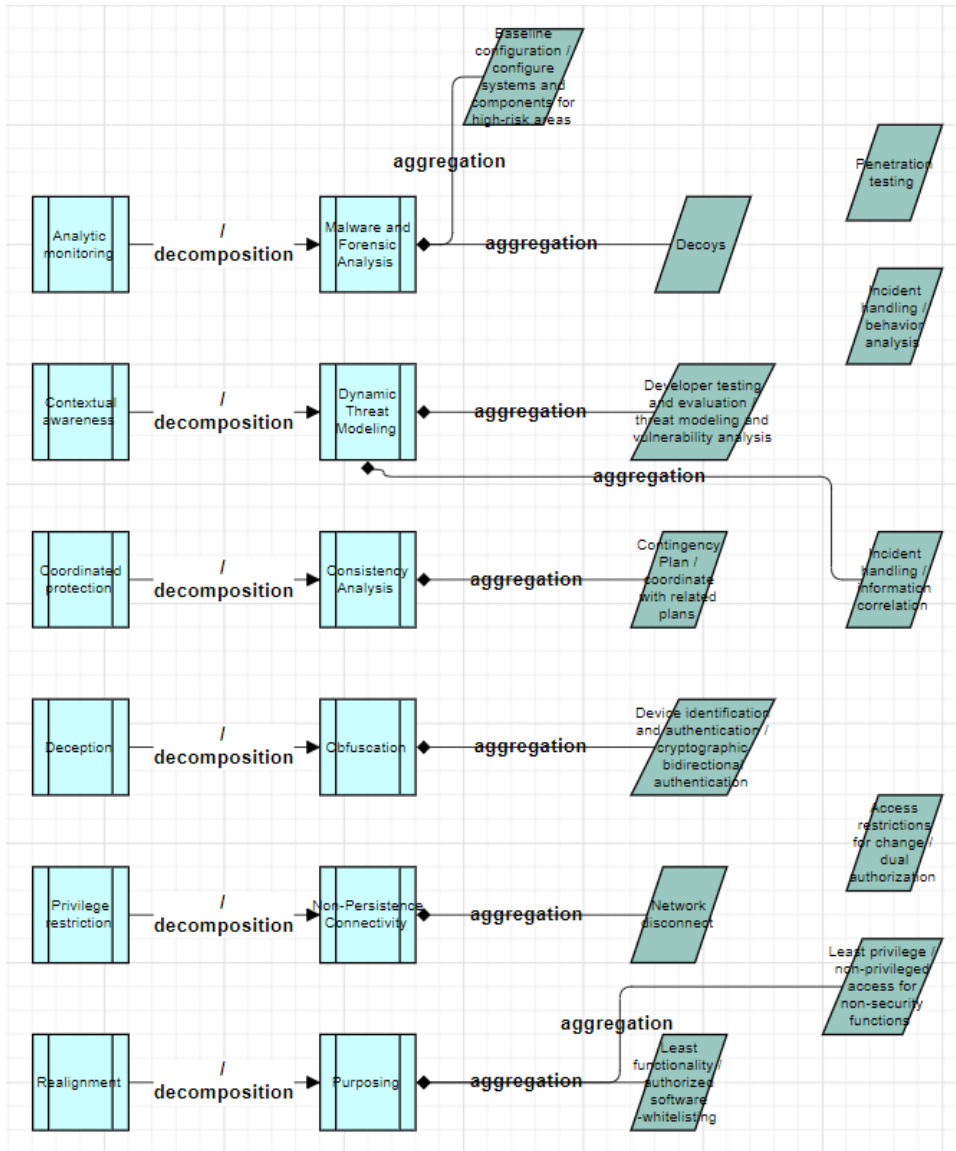 Baseline
configuration /
configure
systems and
components for
high-risk areas
aggregation
Penetration
testing
Analytic
monitoring
/
decomposition
Malware and
Forensic
Analysis
aggregation
Decoys
Incident
handling /
behavior
analysis
Contextual
awareness
/
decomposition
Dynamic
Threat
Modeling
aggregation
Developer testing
and evaluation /
threat modeling and
vulnerability analysis
aggregation
Coordinated
protection
/
decomposition
Consistency
Analysis
aggregation
Contingency
Plan /
coordinate
with related
plans
Incident
handling /
information
correlation
Deception
/
decomposition
Obfuscation
aggregation
Device identification
and authentication /
cryptographic
bidirectional
authentication
Access
restrictions
for change /
dual
authorization
Privilege
restriction
/
decomposition
Non-Persistence
Connectivity
aggregation
Network
disconnect
Least privilege /
non-privileged
access for
non-security
functions
aggregation
Realignment
/
decomposition
Purposing
aggregation
Least
functionality /
authorized
software
-whitelisting